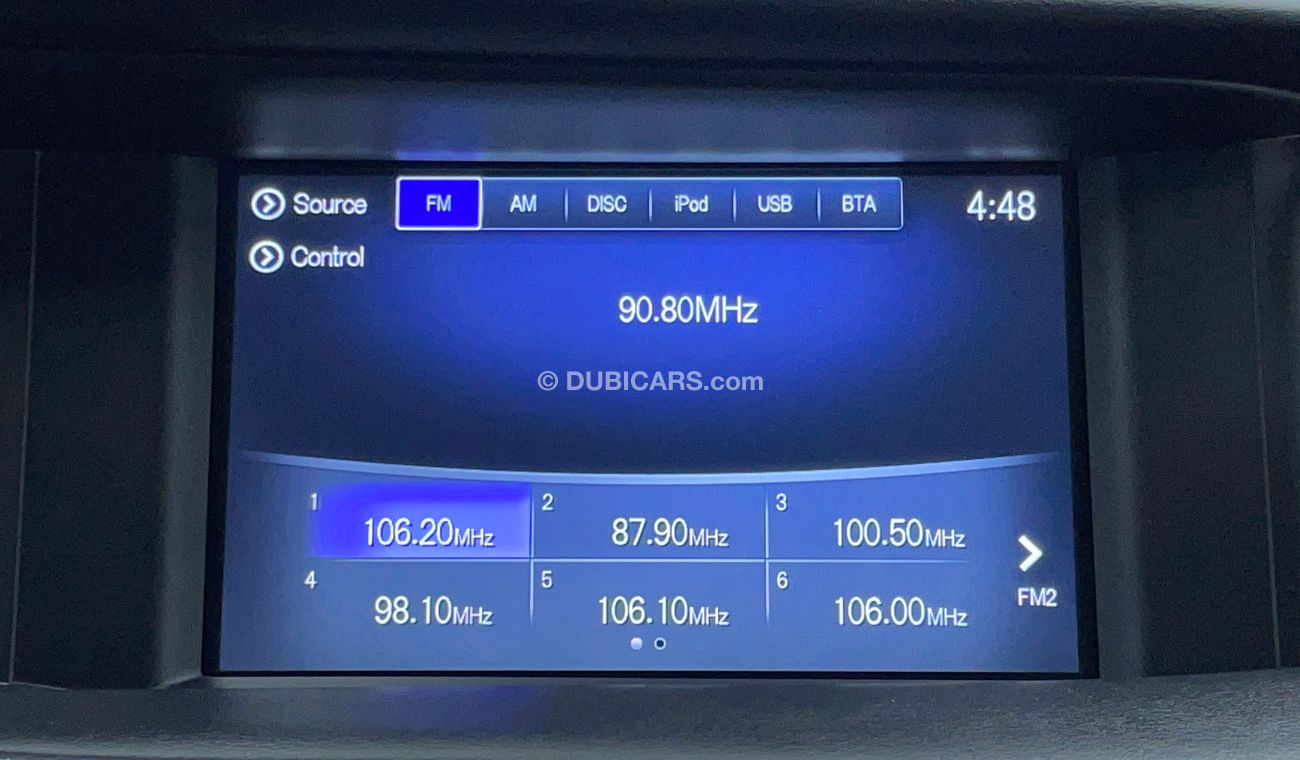 Source FM AM DISC iPod USB BTA 4:48
Control
90.80MHz
© DUBICARS.com
1 106.20MHz 2 87.90MHz 3 100.50MHz
4 98.10MHz 5 106.10MHz 6 106.00MHz
FM2